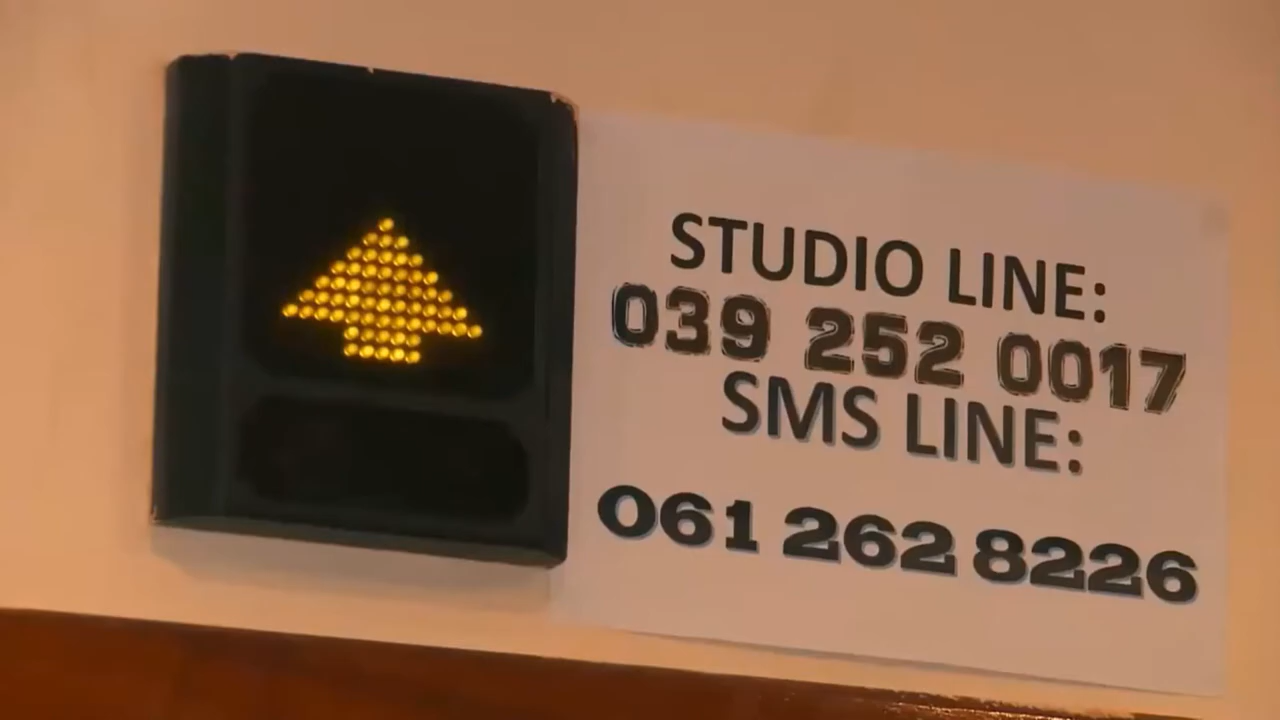 STUDIO LINE:
039 252 0017
SMS LINE:
061 262 8226